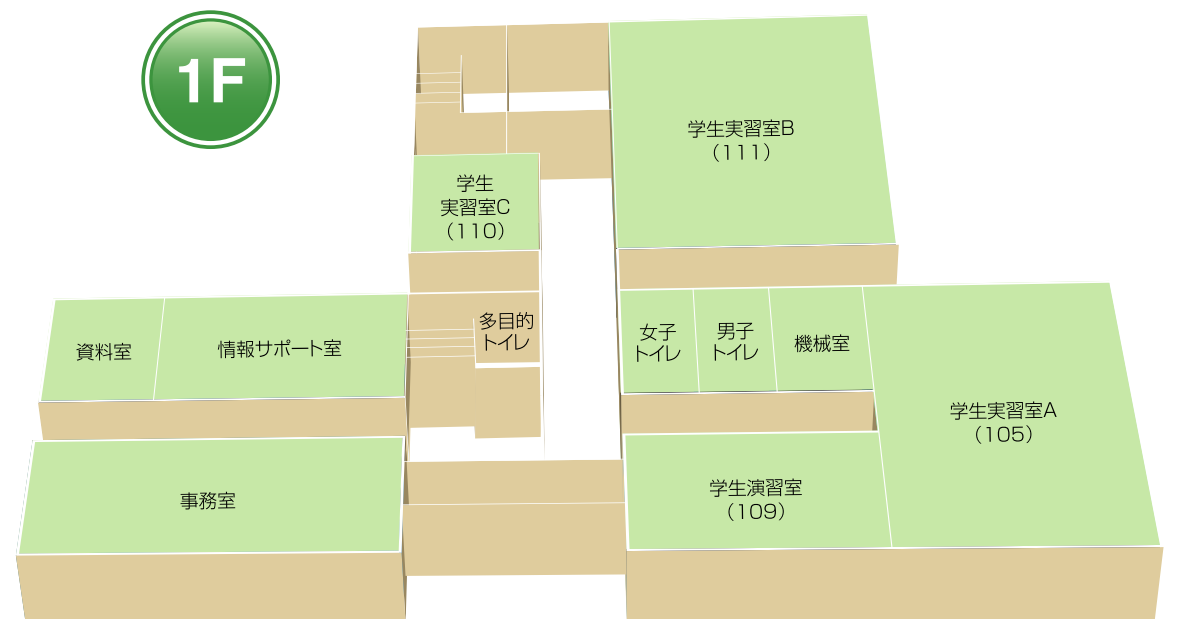 1F
学生実習室B
（111）
学生
実習室C
（110）
資料室
情報サポート室
多目的
トイレ
女子
トイレ
男子
トイレ
機械室
学生実習室A
（105）
事務室
学生演習室
（109）